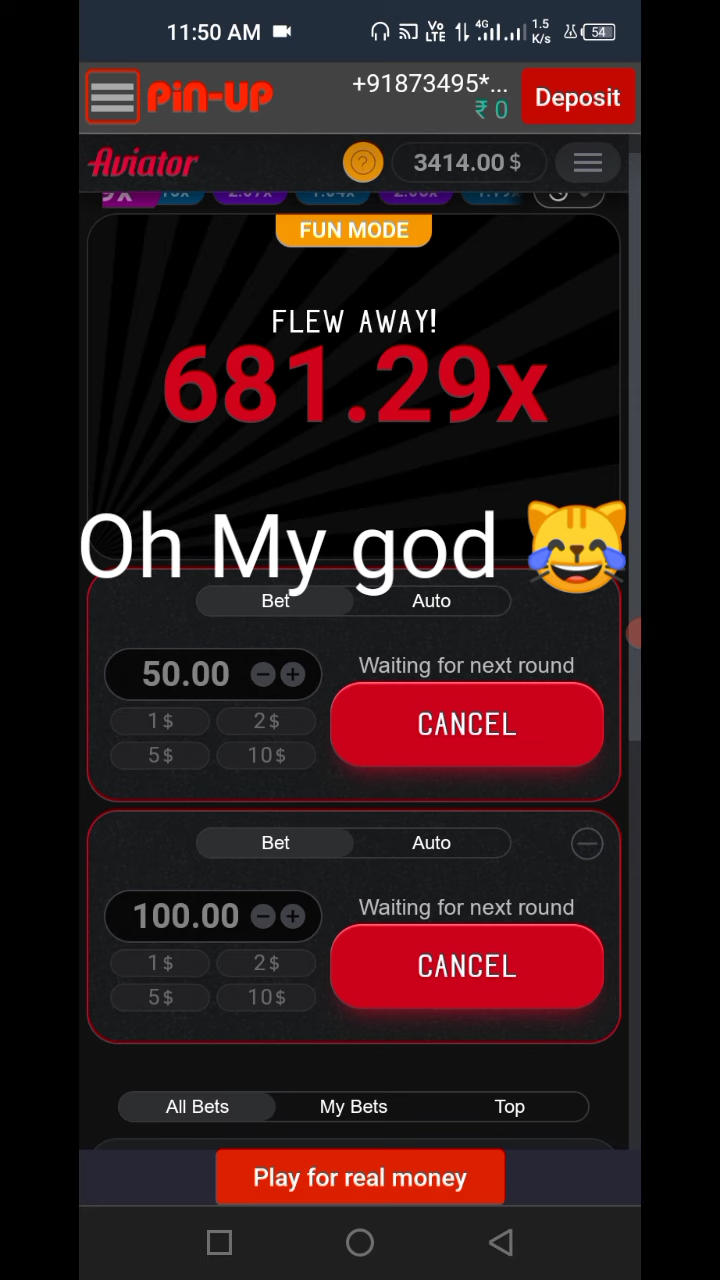 11:50 AM
Vo LTE 4G 1.5 K/s 54
PiN-UP
+91873495*...
₹ 0
Deposit
Aviator
?
3414.00 $
FUN MODE
FLEW AWAY!
681.29x
Oh My god 😹
Bet Auto
50.00
Waiting for next round
1 $ 2 $
CANCEL
5 $ 10 $
Bet Auto
100.00
Waiting for next round
1 $ 2 $
CANCEL
5 $ 10 $
All Bets My Bets Top
Play for real money